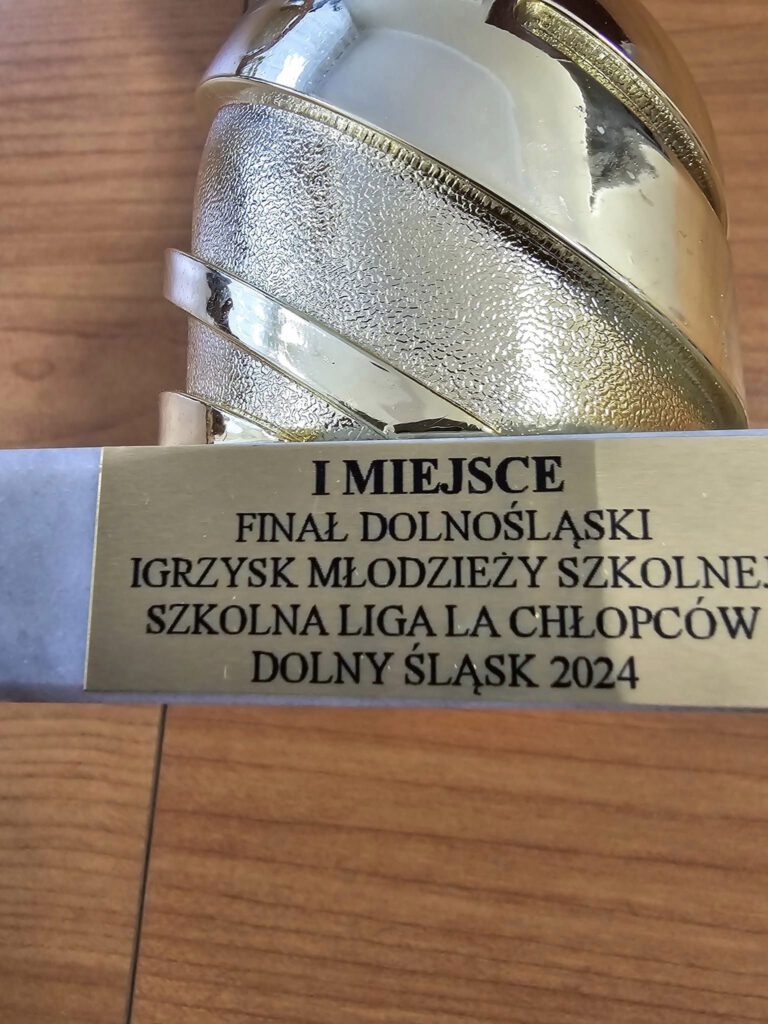 I MIEJSCE
FINAŁ DOLNOŚLĄSKI
IGRZYSK MŁODZIEŻY SZKOLNEJ
SZKOLNA LIGA LA CHŁOPCÓW
DOLNY ŚLĄSK 2024